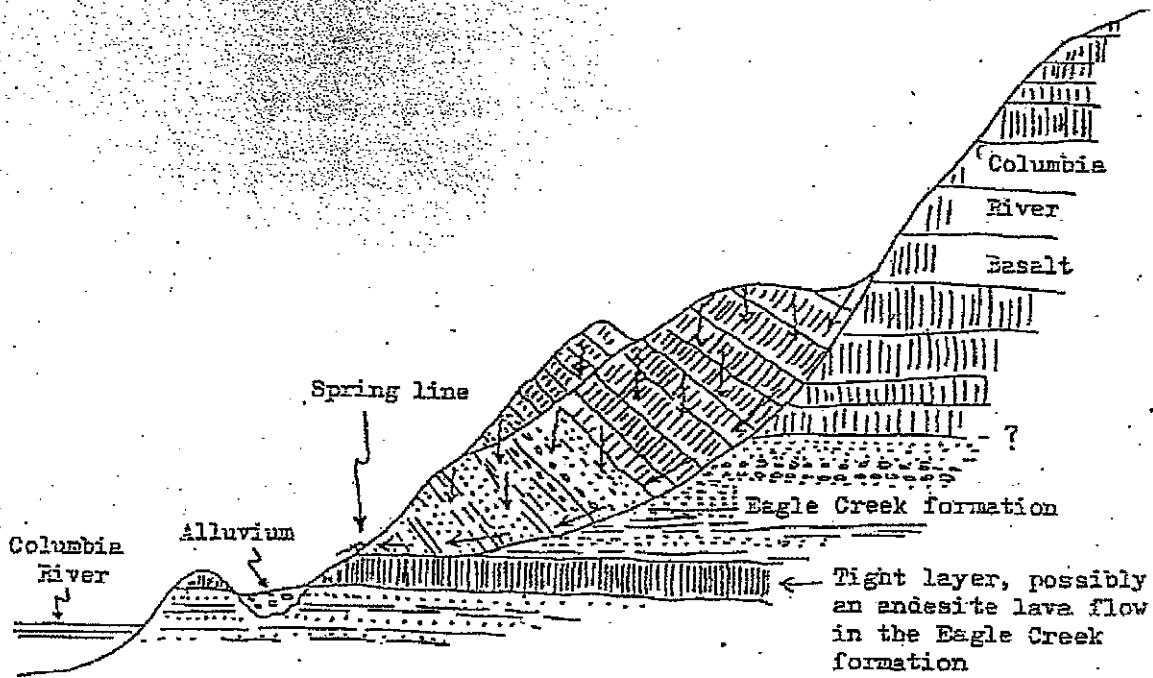 Columbia
River
Basalt
Spring line
?
Eagle Creek formation
Alluvium
Columbia
River
Tight layer, possibly
an andesite lava flow
in the Eagle Creek
formation